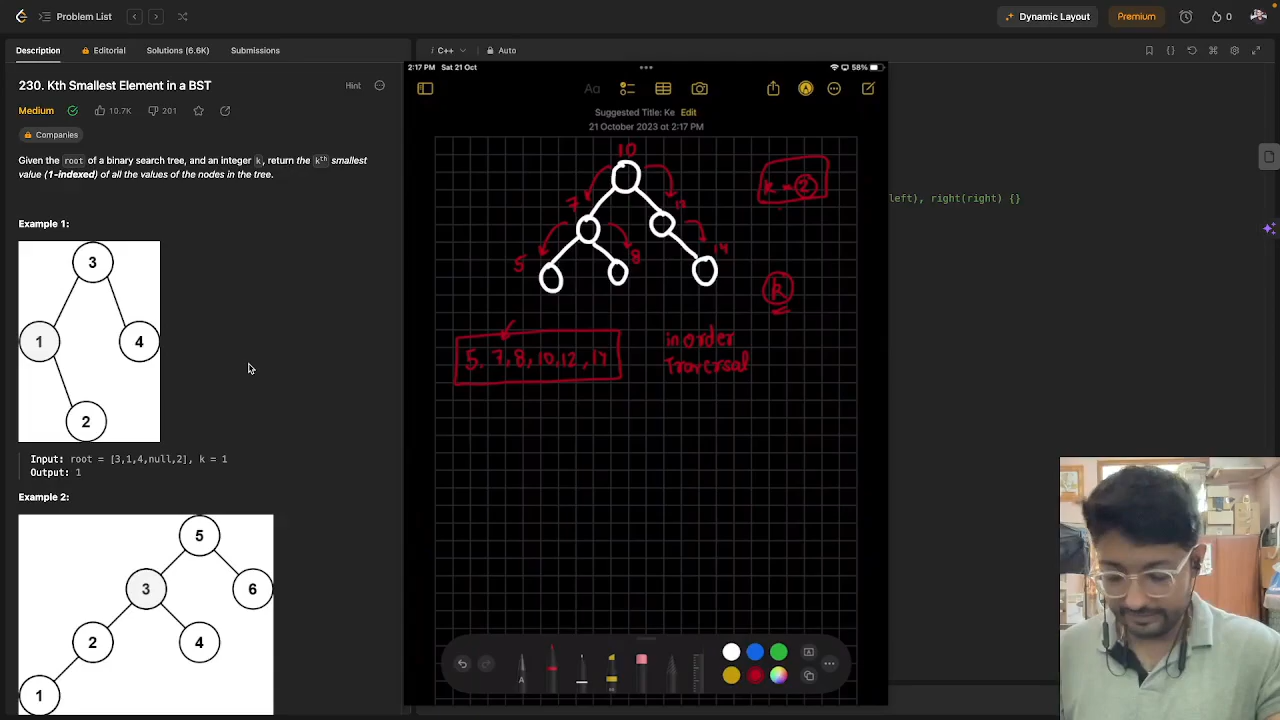 Problem List
Dynamic Layout
Premium
0
Description
Editorial
Solutions (6.6K)
Submissions
C++
Auto
230. Kth Smallest Element in a BST
Hint
Medium
10.7K
201
Companies
Given the root of a binary search tree, and an integer k, return the kth smallest
value (1-indexed) of all the values of the nodes in the tree.
Example 1:
3
1
4
2
Input: root = [3,1,4,null,2], k = 1
Output: 1
Example 2:
5
3
6
2
4
1
2:17 PM Sat 21 Oct
58%
Aa
Suggested Title: Ke Edit
21 October 2023 at 2:17 PM
10
7
12
5
8
14
k = 2
k
5, 7, 8, 10, 12, 14
inorder
Traversal
left), right(right) {}